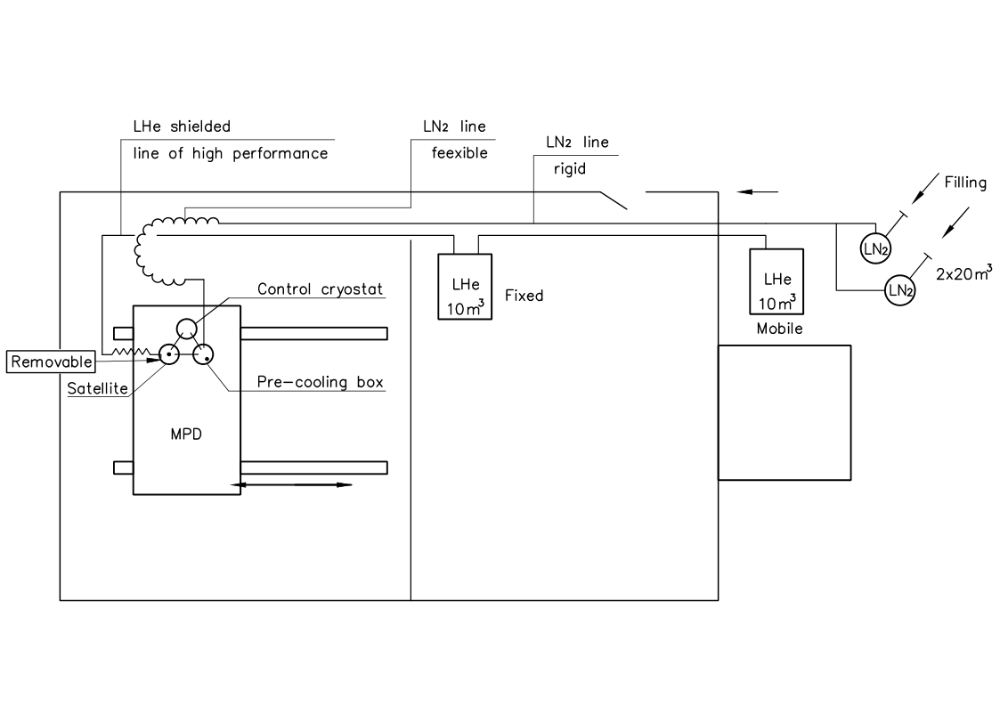 LHe shielded
line of high performance
LN2 line
feexible
LN2 line
rigid
Filling
LN2
LN2
2x20m³
LHe
10m³
Fixed
LHe
10m³
Mobile
Control cryostat
Removable
Satellite
Pre-cooling box
MPD